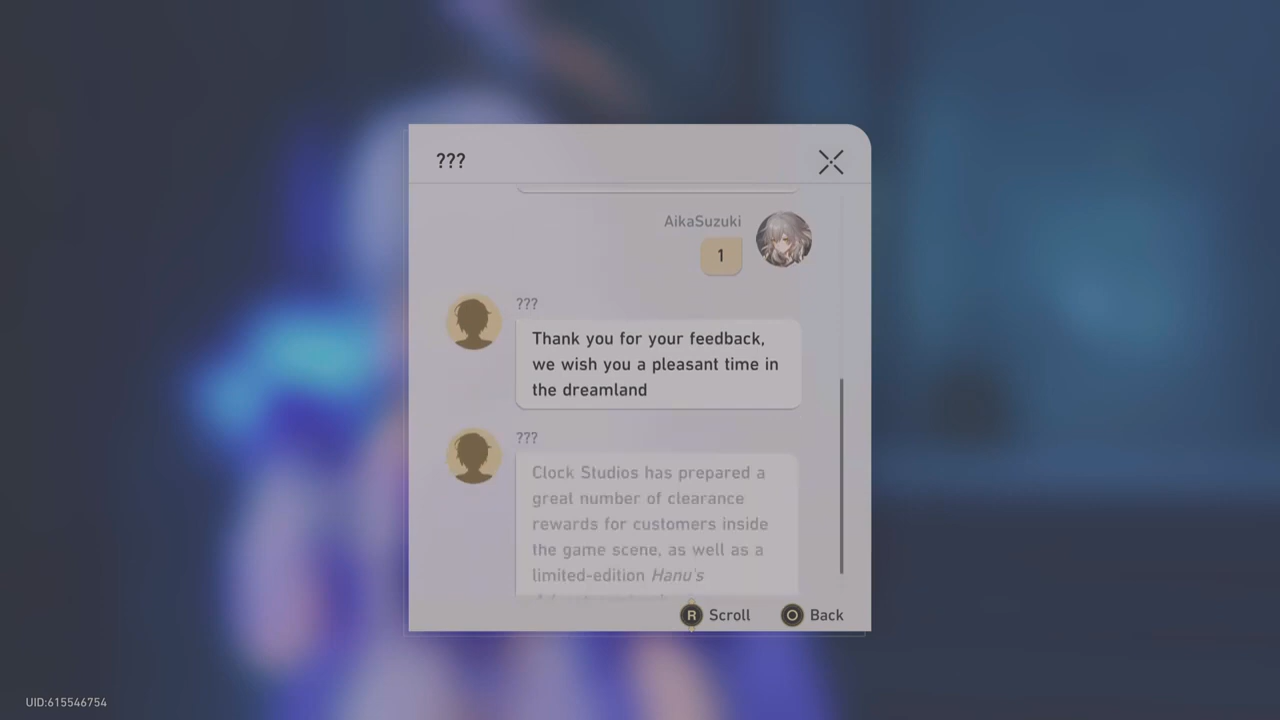 ???
AikaSuzuki
1
???
Thank you for your feedback,
we wish you a pleasant time in
the dreamland
???
Clock Studios has prepared a
great number of clearance
rewards for customers inside
the game scene, as well as a
limited-edition Hanu's
R Scroll O Back
UID:615546754